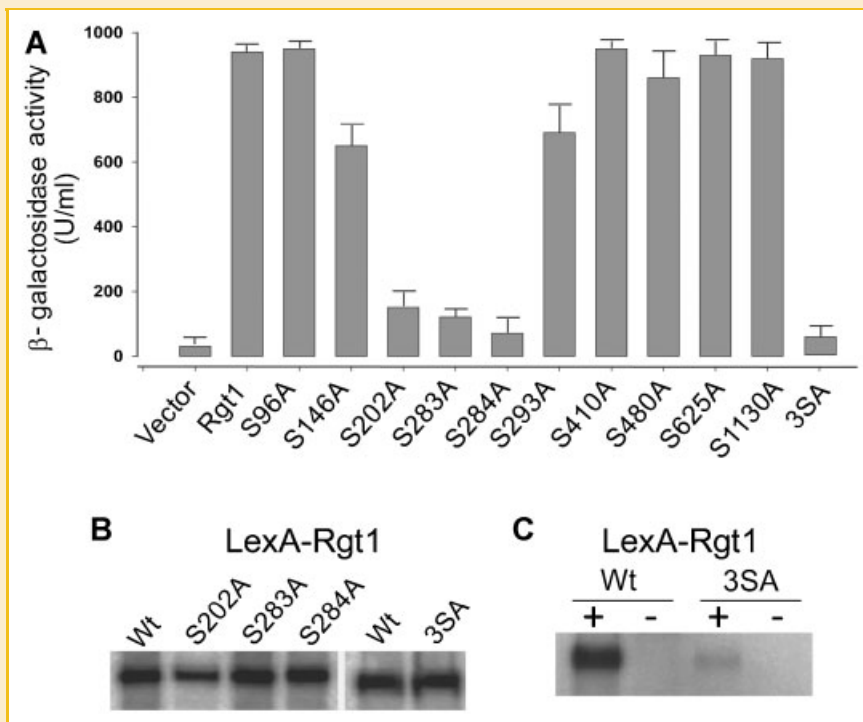 A
β- galactosidase activity
(U/ml)
1000
800
600
400
200
0
Vector
Rgt1
S96A
S146A
S202A
S283A
S284A
S293A
S410A
S480A
S625A
S1130A
3SA
B
LexA-Rgt1
Wt
S202A
S283A
S284A
Wt
3SA
C
LexA-Rgt1
Wt 3SA
+ - + -